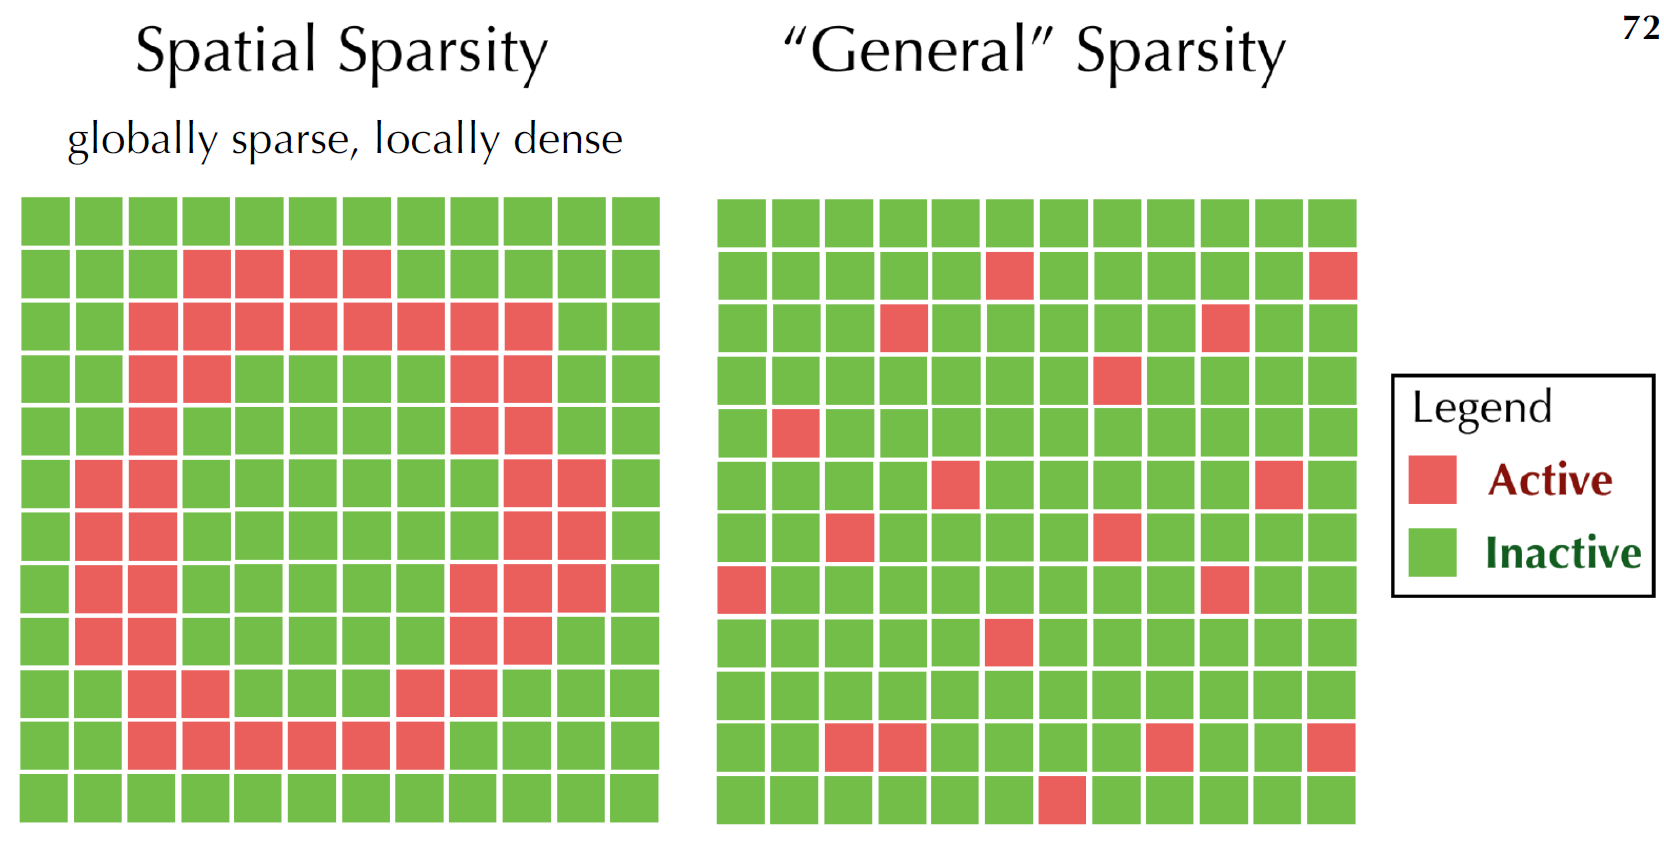 72
Spatial Sparsity
globally sparse, locally dense
“General” Sparsity
Legend
Active
Inactive